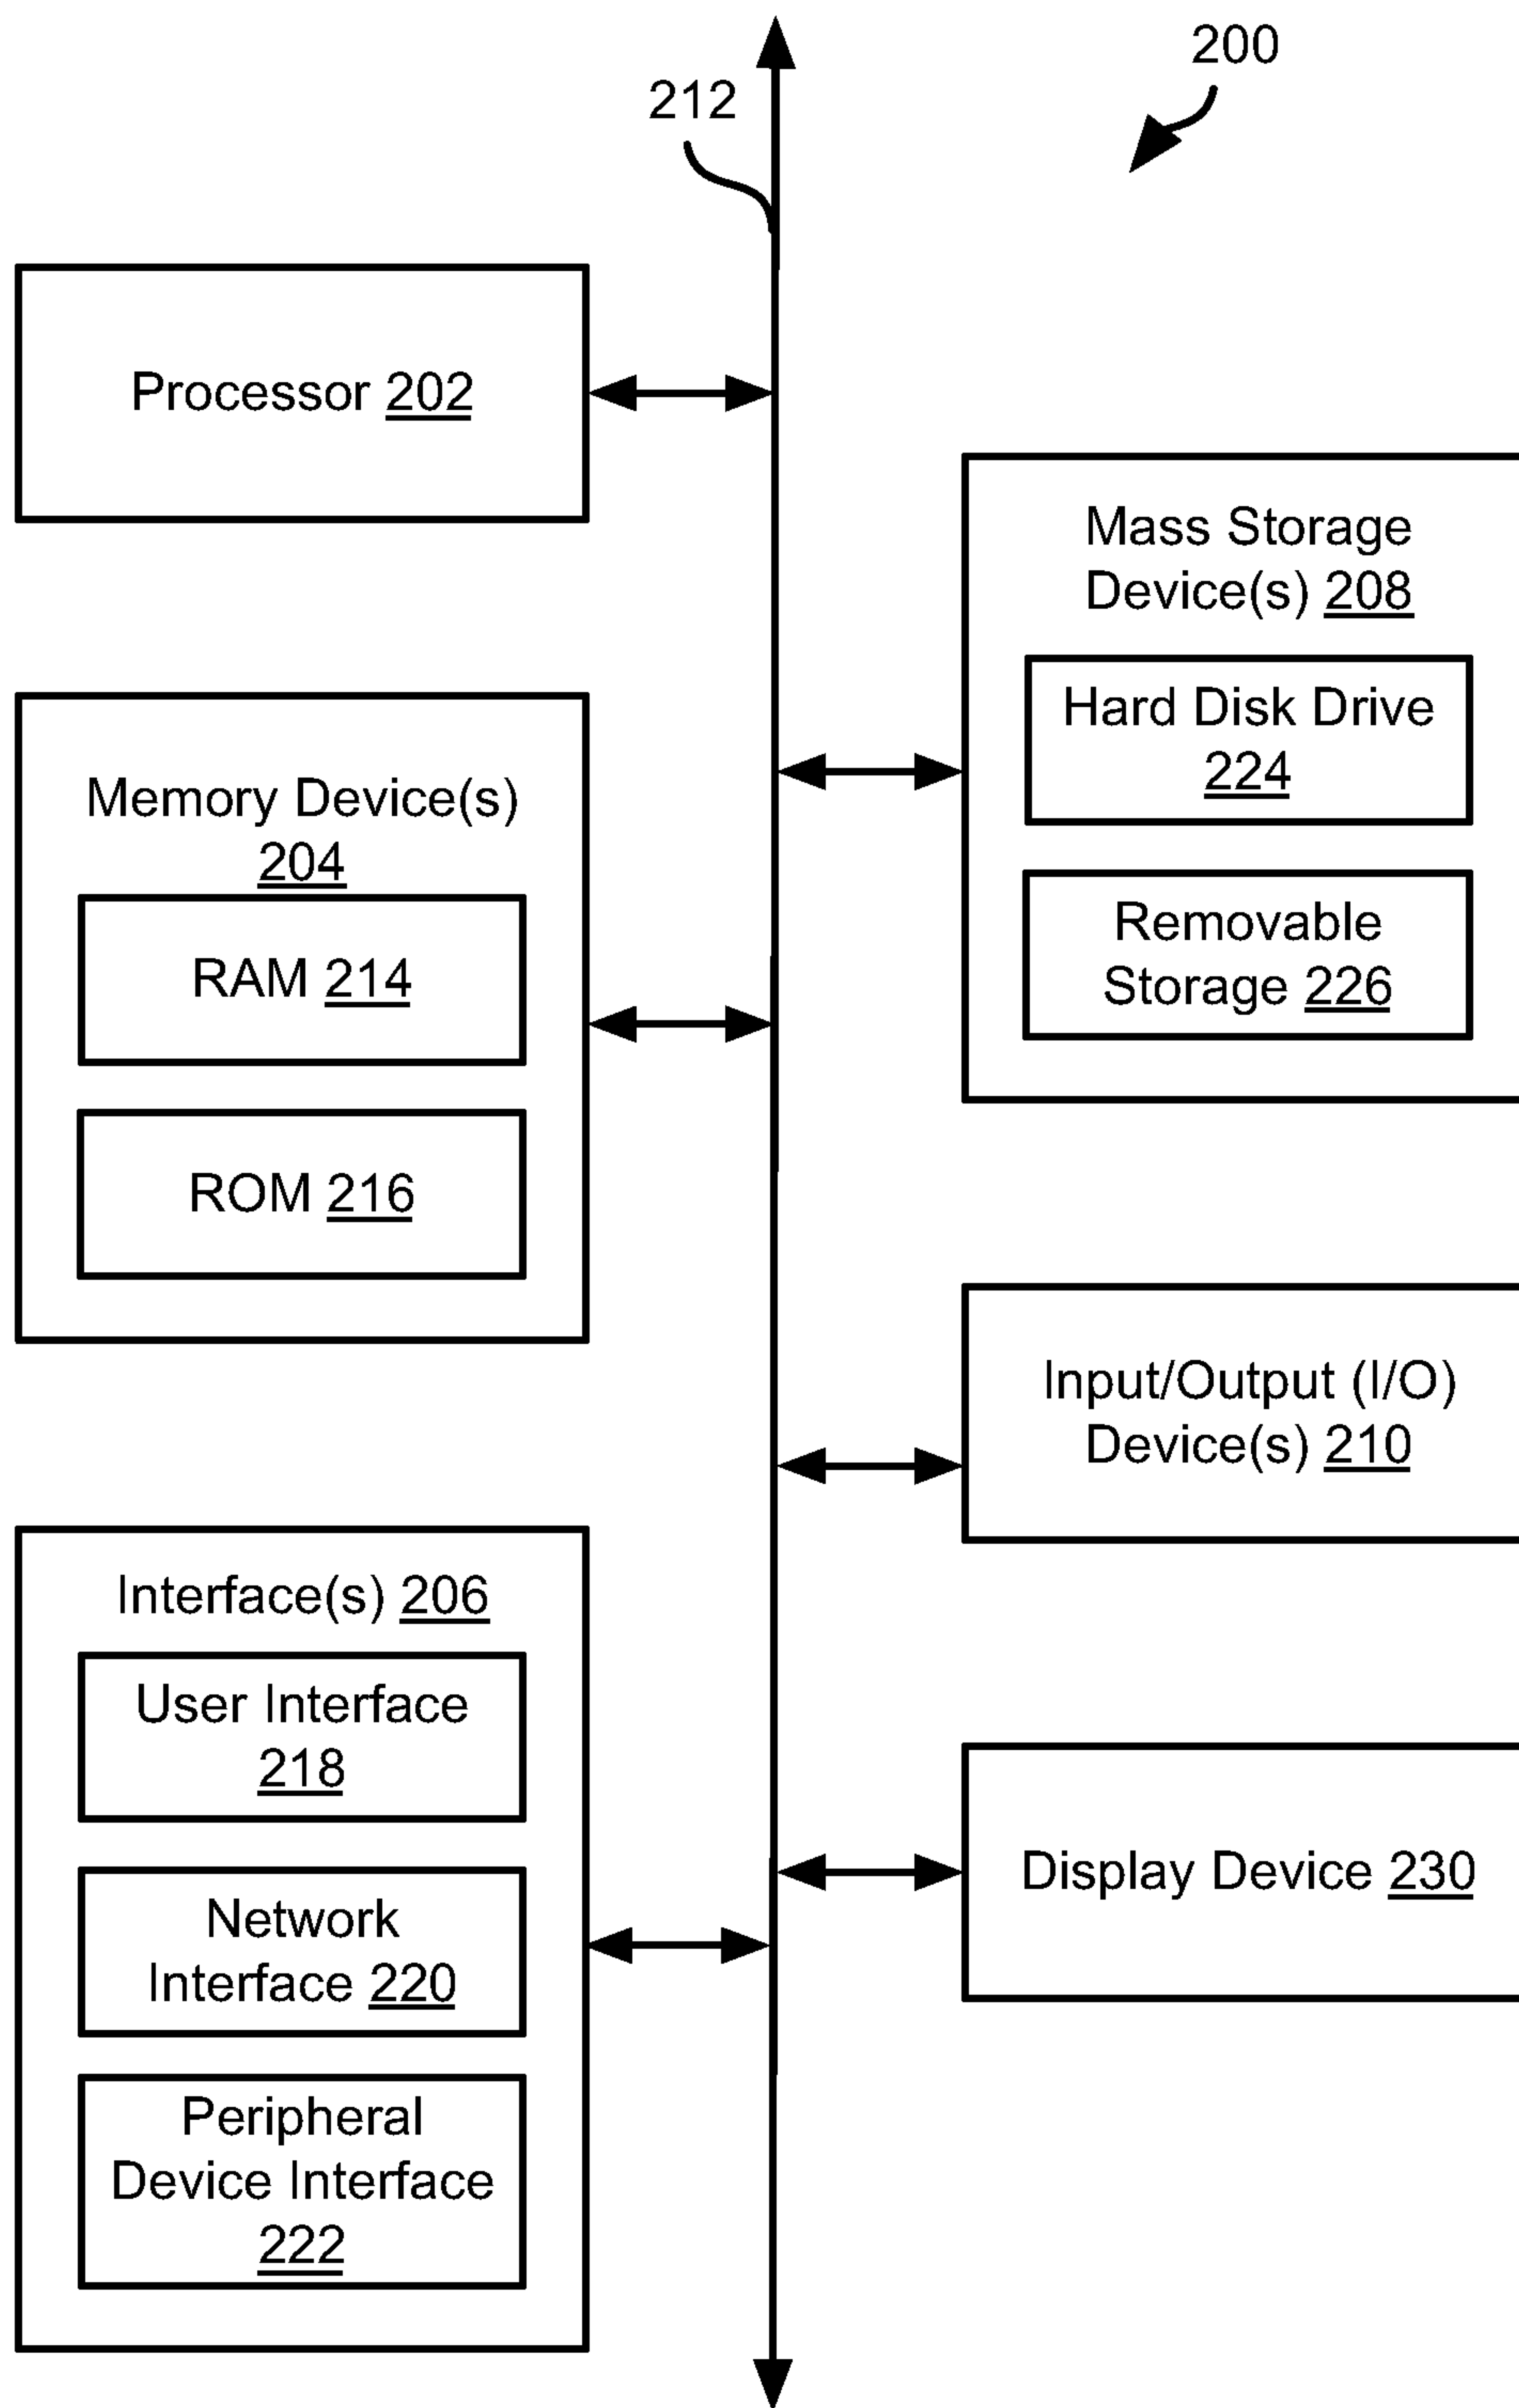 200
212
Processor 202
Mass Storage
Device(s) 208
Hard Disk Drive
224
Removable
Storage 226
Memory Device(s)
204
RAM 214
ROM 216
Input/Output (I/O)
Device(s) 210
Interface(s) 206
User Interface
218
Network
Interface 220
Peripheral
Device Interface
222
Display Device 230